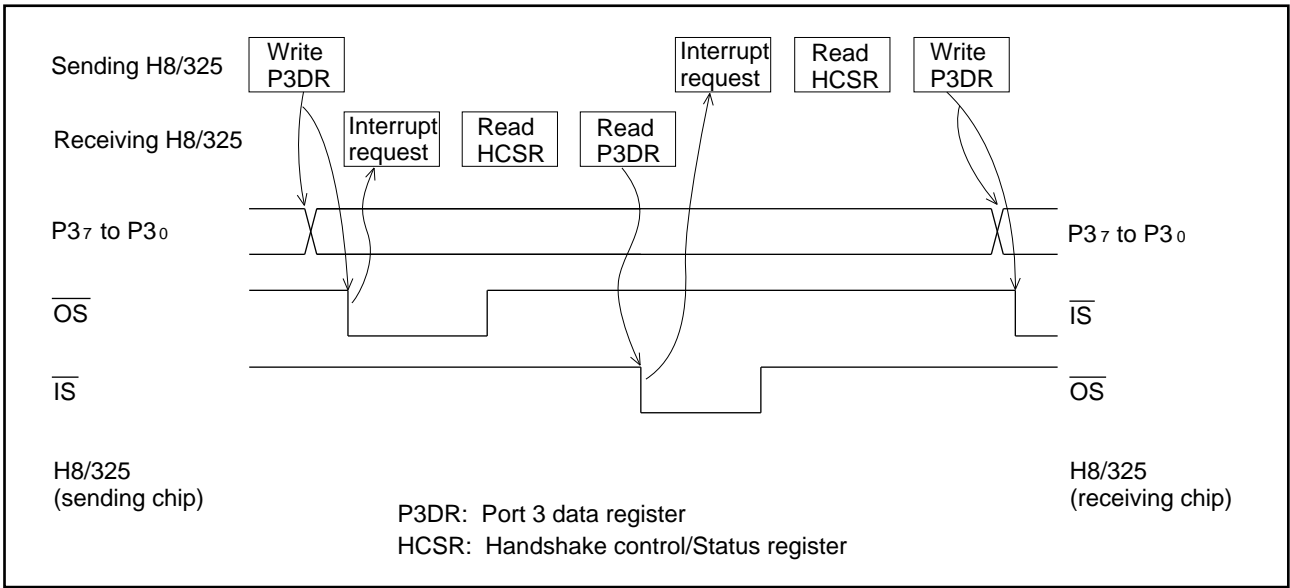 Sending H8/325
Write
P3DR
Interrupt
request
Read
HCSR
Write
P3DR
Receiving H8/325
Interrupt
request
Read
HCSR
Read
P3DR
P37 to P30
P37 to P30
OS
IS
IS
OS
H8/325
(sending chip)
H8/325
(receiving chip)
P3DR: Port 3 data register
HCSR: Handshake control/Status register